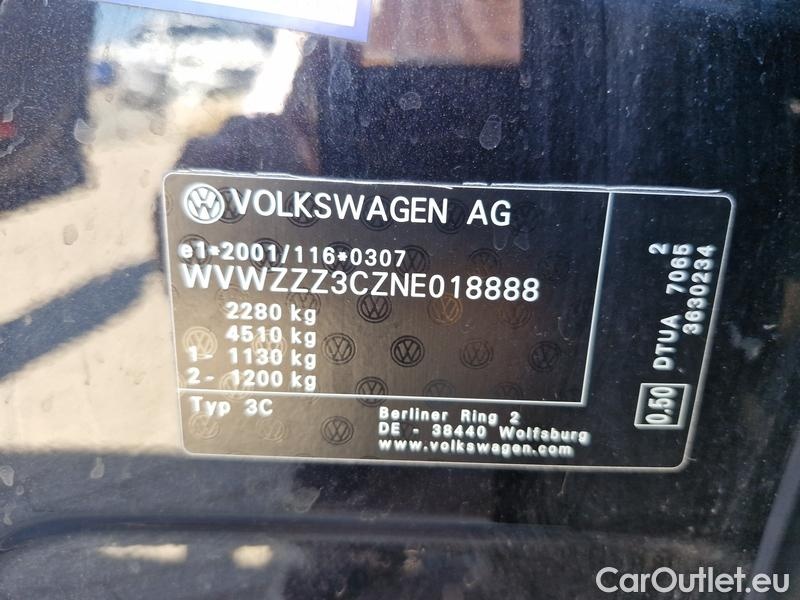 VOLKSWAGEN AG
e1*2001/116*0307
WVWZZZ3CZNE018888
2280 kg
4510 kg
1 - 1130 kg
2 - 1200 kg
Typ 3C
Berliner Ring 2
DE - 38440 Wolfsburg
www.volkswagen.com
2
DTUA 7065
3630234
0.50
CarOutlet.eu